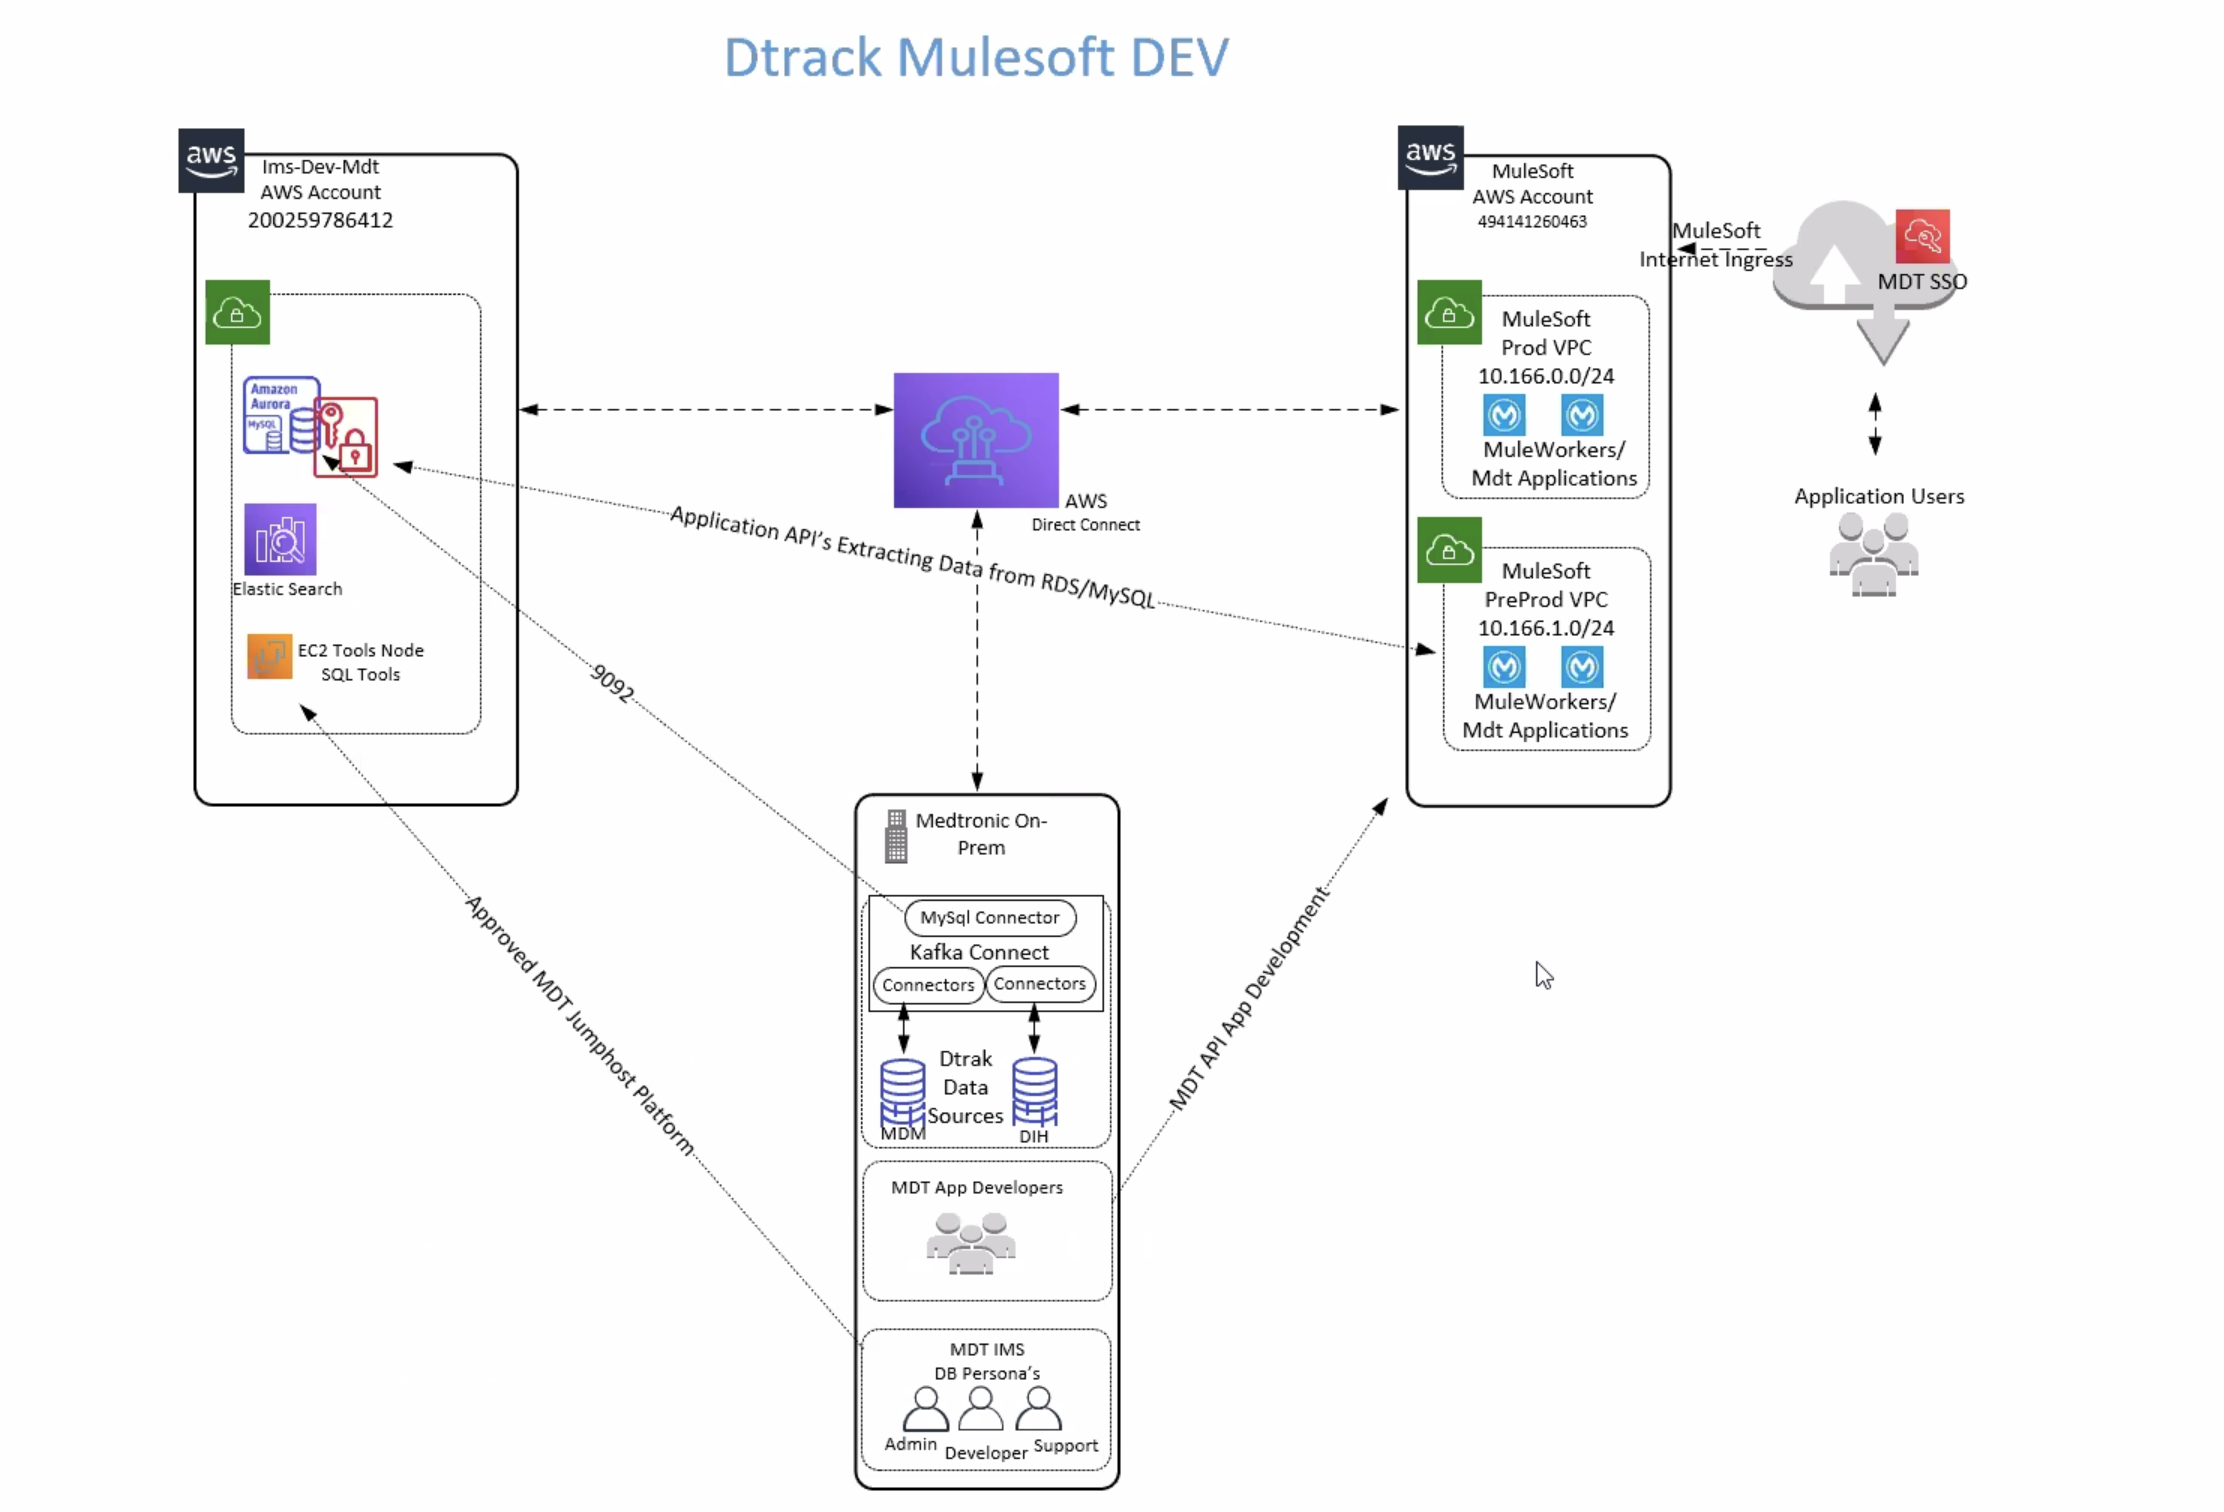 Dtrack Mulesoft DEV
aws
Ims-Dev-Mdt
AWS Account
200259786412
Amazon
Aurora
MySQL
Elastic Search
EC2 Tools Node
SQL Tools
AWS
Direct Connect
Application API's Extracting Data from RDS/MySQL
9092
Approved MDT Jumphost Platform
MDT API App Development
aws
MuleSoft
AWS Account
494141260463
MuleSoft
Prod VPC
10.166.0.0/24
MuleWorkers/
Mdt Applications
MuleSoft
PreProd VPC
10.166.1.0/24
MuleWorkers/
Mdt Applications
MuleSoft
Internet Ingress
MDT SSO
Application Users
Medtronic On-
Prem
MySql Connector
Kafka Connect
Connectors
Connectors
Dtrak
Data
Sources
MDM
DIH
MDT App Developers
MDT IMS
DB Persona's
Admin
Developer
Support